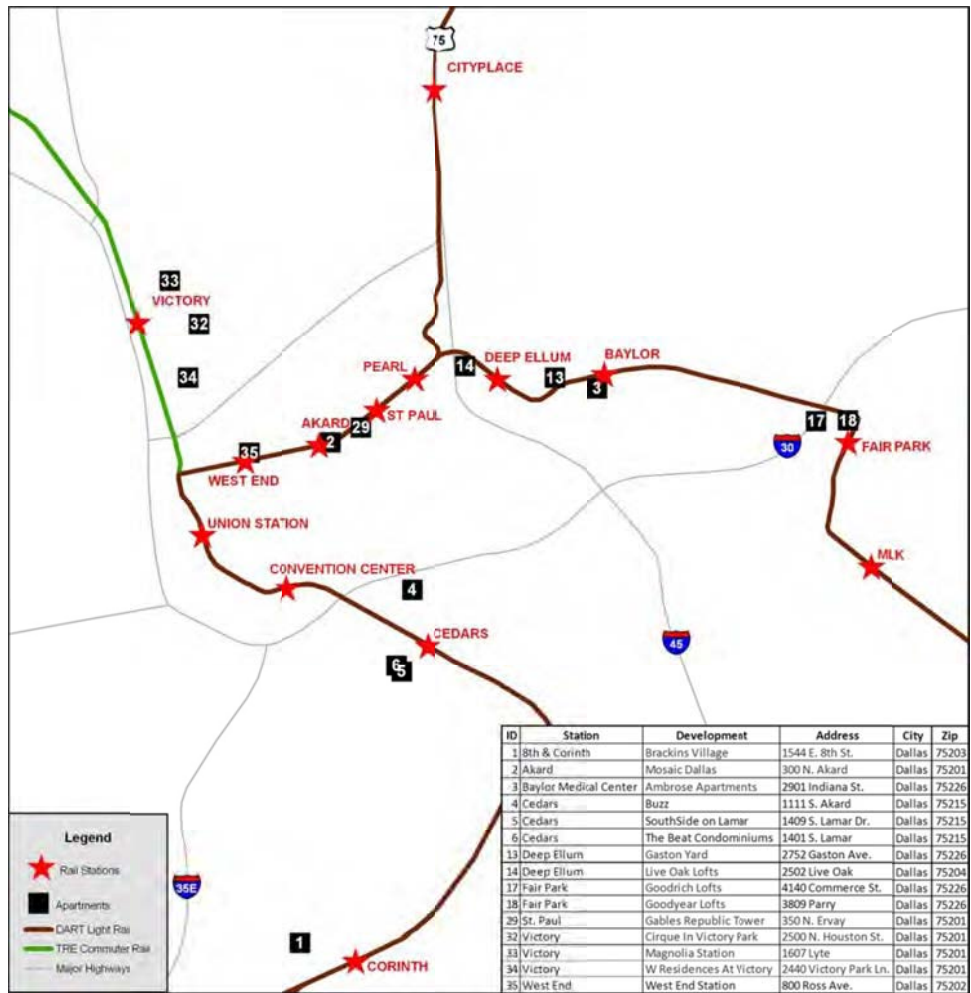 75
CITYPLACE
33
VICTORY
32
34
PEARL
14
DEEP ELLUM
13
BAYLOR
3
AKARD
2
29
ST PAUL
17
18
FAIR PARK
30
35
WEST END
UNION STATION
CONVENTION CENTER
4
MLK
CEDARS
6
5
45
ID Station Development Address City Zip
1 8th & Corinth Brackins Village 1544 E. 8th St. Dallas 75203
2 Akard Mosaic Dallas 300 N. Akard Dallas 75201
3 Baylor Medical Center Ambrose Apartments 2901 Indiana St. Dallas 75226
4 Cedars Buzz 1111 S. Akard Dallas 75215
5 Cedars SouthSide on Lamar 1409 S. Lamar Dr. Dallas 75215
6 Cedars The Beat Condominiums 1401 S. Lamar Dallas 75215
13 Deep Ellum Gaston Yard 2752 Gaston Ave. Dallas 75226
14 Deep Ellum Live Oak Lofts 2502 Live Oak Dallas 75204
17 Fair Park Goodrich Lofts 4140 Commerce St. Dallas 75226
18 Fair Park Goodyear Lofts 3809 Parry Dallas 75226
29 St. Paul Gables Republic Tower 350 N. Ervay Dallas 75201
32 Victory Cirque In Victory Park 2500 N. Houston St. Dallas 75201
33 Victory Magnolia Station 1607 Lyte Dallas 75201
34 Victory W Residences At Victory 2440 Victory Park Ln. Dallas 75201
35 West End West End Station 800 Ross Ave. Dallas 75202
Legend
Rail Stations
Apartments
DART Light Rail
TRE Commuter Rail
Major Highways
35E
1
CORINTH